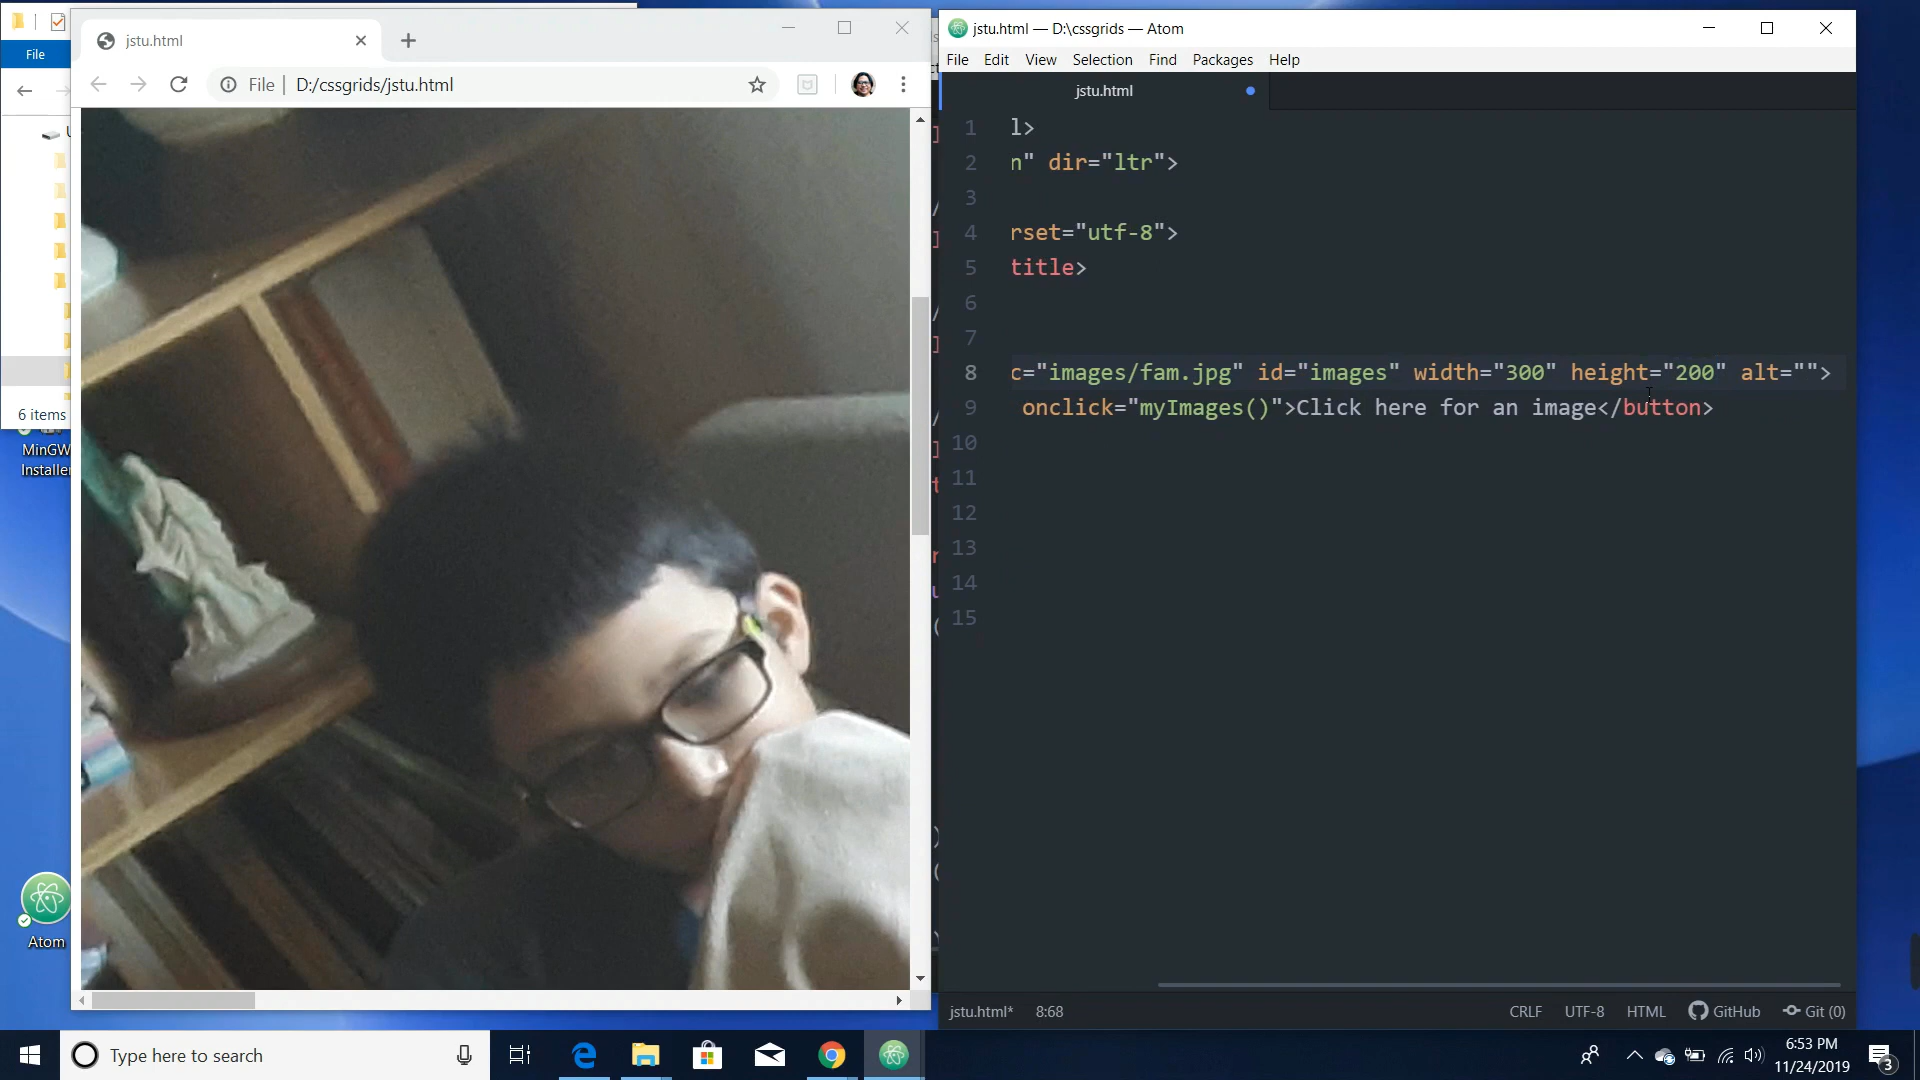 File
6 items
MinGW
Installer
Atom
jstu.html
File
D:/cssgrids/jstu.html
jstu.html — D:\cssgrids — Atom
File Edit View Selection Find Packages Help
jstu.html
1 l>
2 n" dir="ltr">
3
4 rset="utf-8">
5 title>
6
7
8 c="images/fam.jpg" id="images" width="300" height="200" alt="">
9 onclick="myImages()">Click here for an image</button>
10
11
12
13
14
15
jstu.html* 8:68
CRLF UTF-8 HTML GitHub Git (0)
Type here to search
6:53 PM
11/24/2019
3